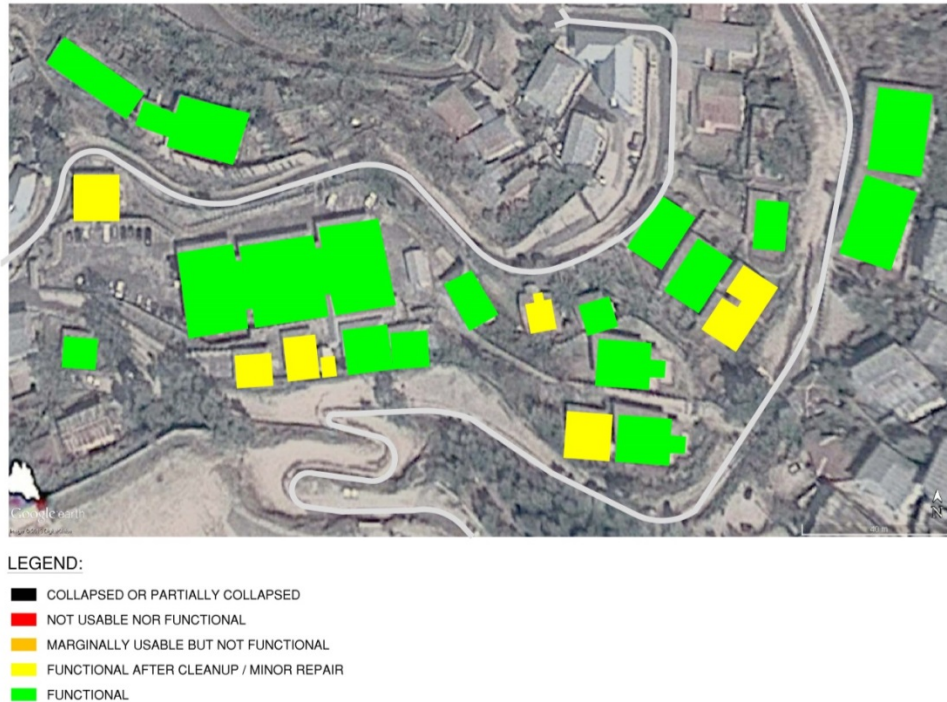 Google earth
LEGEND:
COLLAPSED OR PARTIALLY COLLAPSED
NOT USABLE NOR FUNCTIONAL
MARGINALLY USABLE BUT NOT FUNCTIONAL
FUNCTIONAL AFTER CLEANUP / MINOR REPAIR
FUNCTIONAL